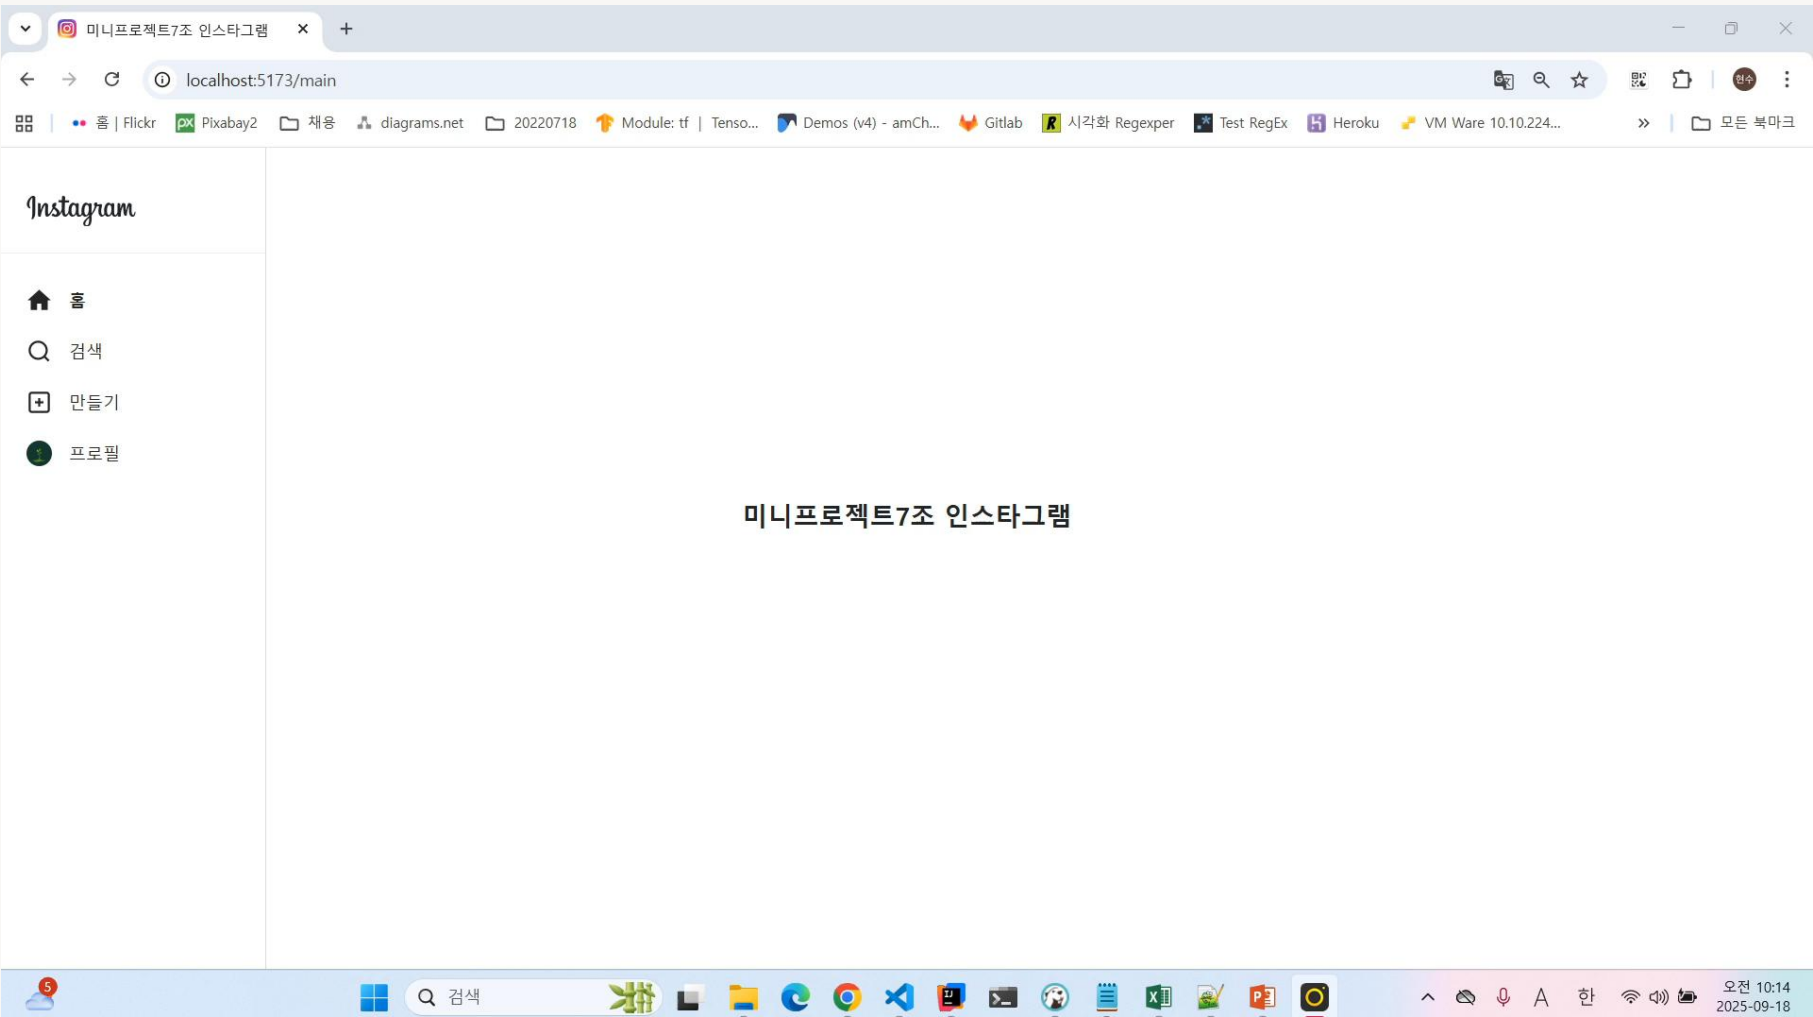 미니프로젝트7조 인스타그램
localhost:5173/main
현수
홈 | Flickr
Pixabay2
채용
diagrams.net
20220718
Module: tf | Tenso...
Demos (v4) - amCh...
Gitlab
시각화 Regexper
Test RegEx
Heroku
VM Ware 10.10.224...
모든 북마크
Instagram
홈
검색
만들기
프로필
미니프로젝트7조 인스타그램
5
검색
A
한
오전 10:14
2025-09-18